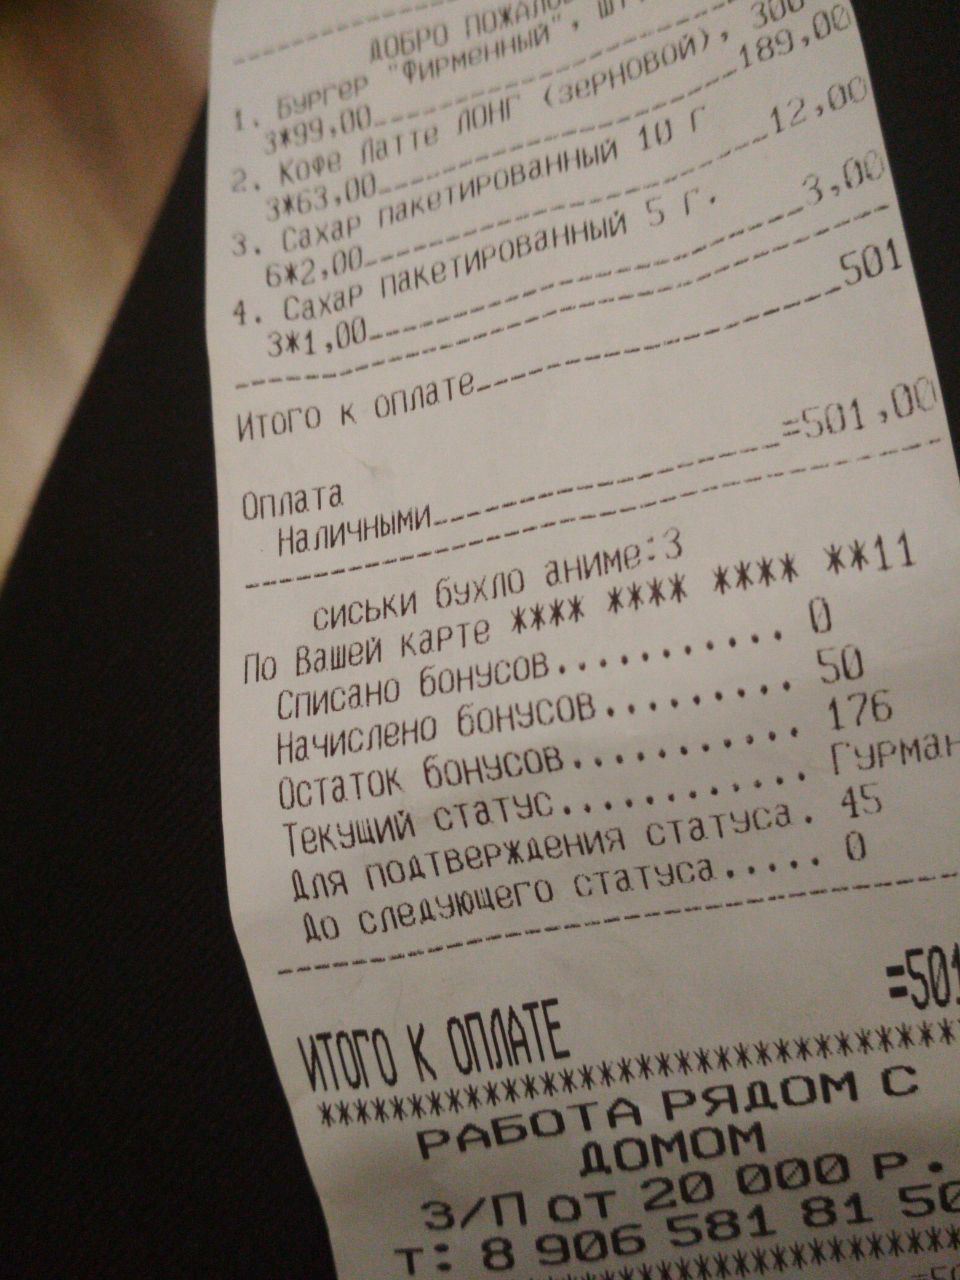 ДОБРО
1. Бургер "Фирменный",
3*99,00
2. Кофе Латте ЛОНГ (зерновой), 300
3*63,00 189,00
3. Сахар пакетированный 10 Г
6*2,00 12,00
4. Сахар пакетированный 5 Г.
3*1,00 3,00
Итого к оплате 501
Оплата
Наличными =501,00
сиськи бухло аниме:3
По Вашей карте **** **** **** **11
Списано бонусов........... 0
Начислено бонусов......... 50
Остаток бонусов........... 176
Текущий статус............ Гурман
Для подтверждения статуса. 45
До следующего статуса..... 0
ИТОГО К ОПЛАТЕ =501
********************************
РАБОТА РЯДОМ С
ДОМОМ
З/П ОТ 20 000 Р.
Т: 8 906 581 81 50
********************************